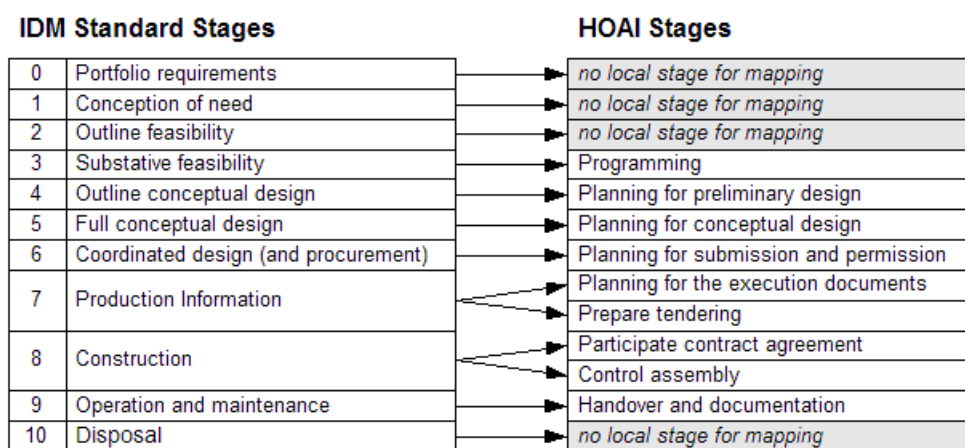 IDM Standard Stages HOAI Stages
0 Portfolio requirements no local stage for mapping
1 Conception of need no local stage for mapping
2 Outline feasibility no local stage for mapping
3 Substative feasibility Programming
4 Outline conceptual design Planning for preliminary design
5 Full conceptual design Planning for conceptual design
6 Coordinated design (and procurement) Planning for submission and permission
7 Production Information Planning for the execution documents
Prepare tendering
8 Construction Participate contract agreement
Control assembly
9 Operation and maintenance Handover and documentation
10 Disposal no local stage for mapping